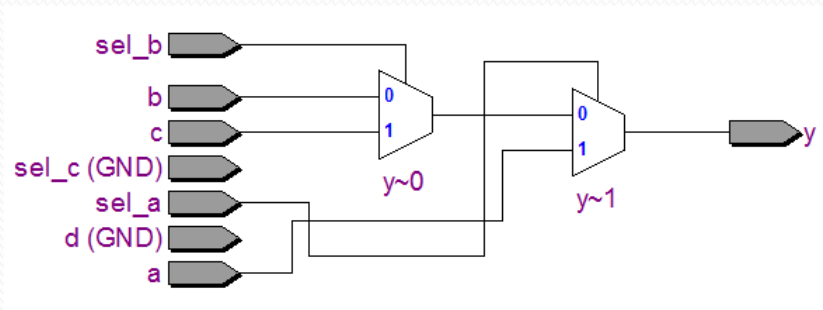 sel_b
b
c
sel_c (GND)
sel_a
d (GND)
a
0
1
y~0
0
1
y~1
y